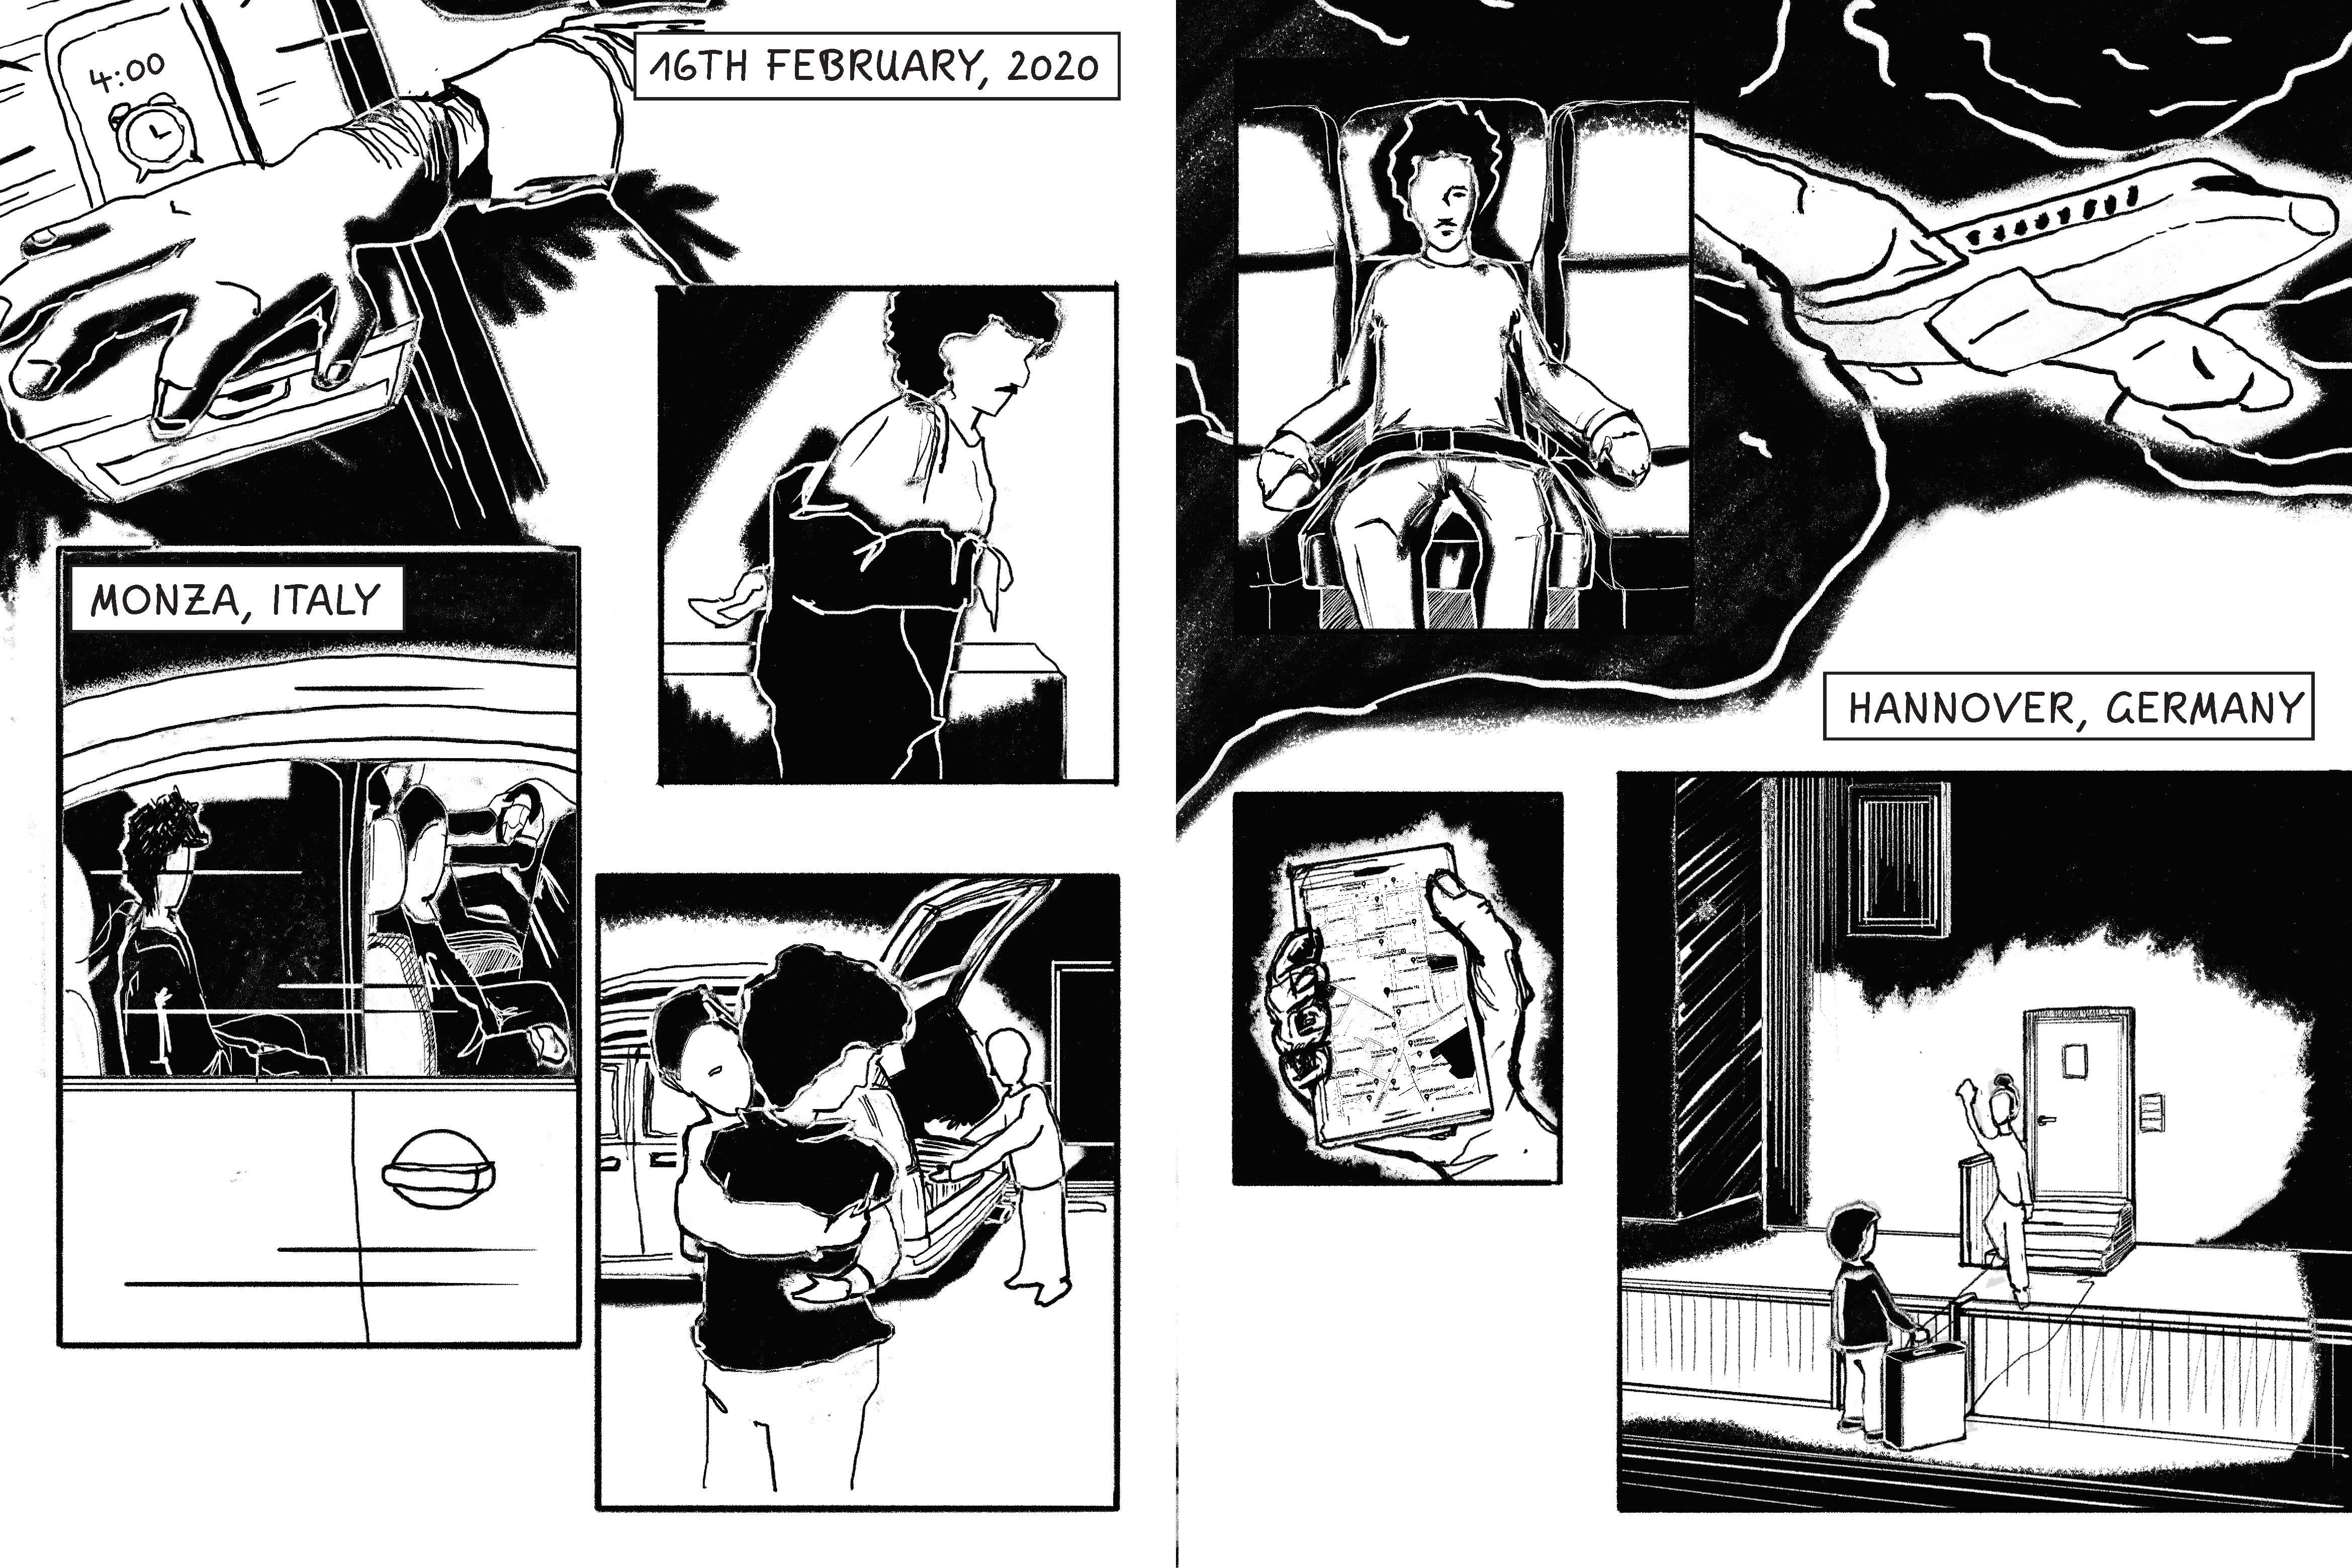 4:00
16TH FEBRUARY, 2020
MONZA, ITALY
HANNOVER, GERMANY